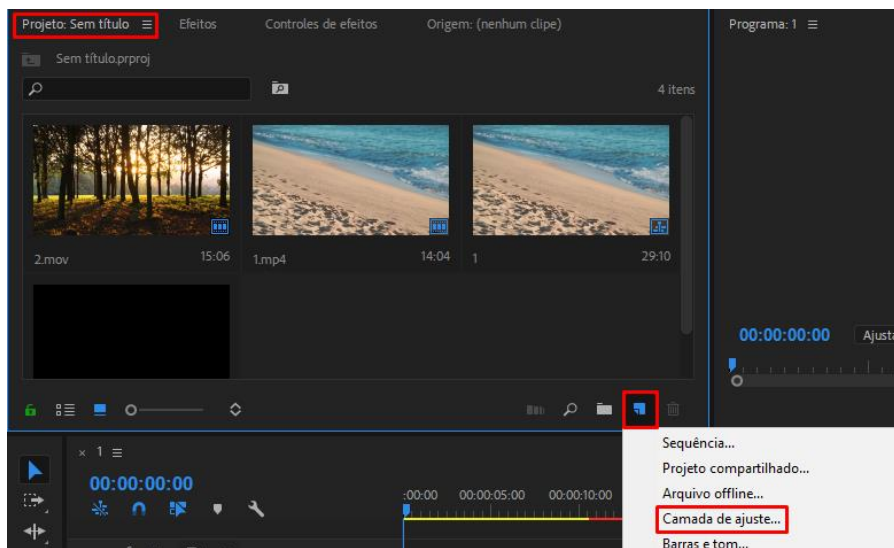 Projeto: Sem título
Efeitos
Controles de efeitos
Origem: (nenhum clipe)
Programa: 1
Sem título.prproj
4 itens
2.mov 15:06
1.mp4 14:04
1 29:10
00:00:00:00
Ajusta
Sequência...
Projeto compartilhado...
Arquivo offline...
Camada de ajuste...
Barras e tom...
× 1
00:00:00:00
:00:00 00:00:05:00 00:00:10:00